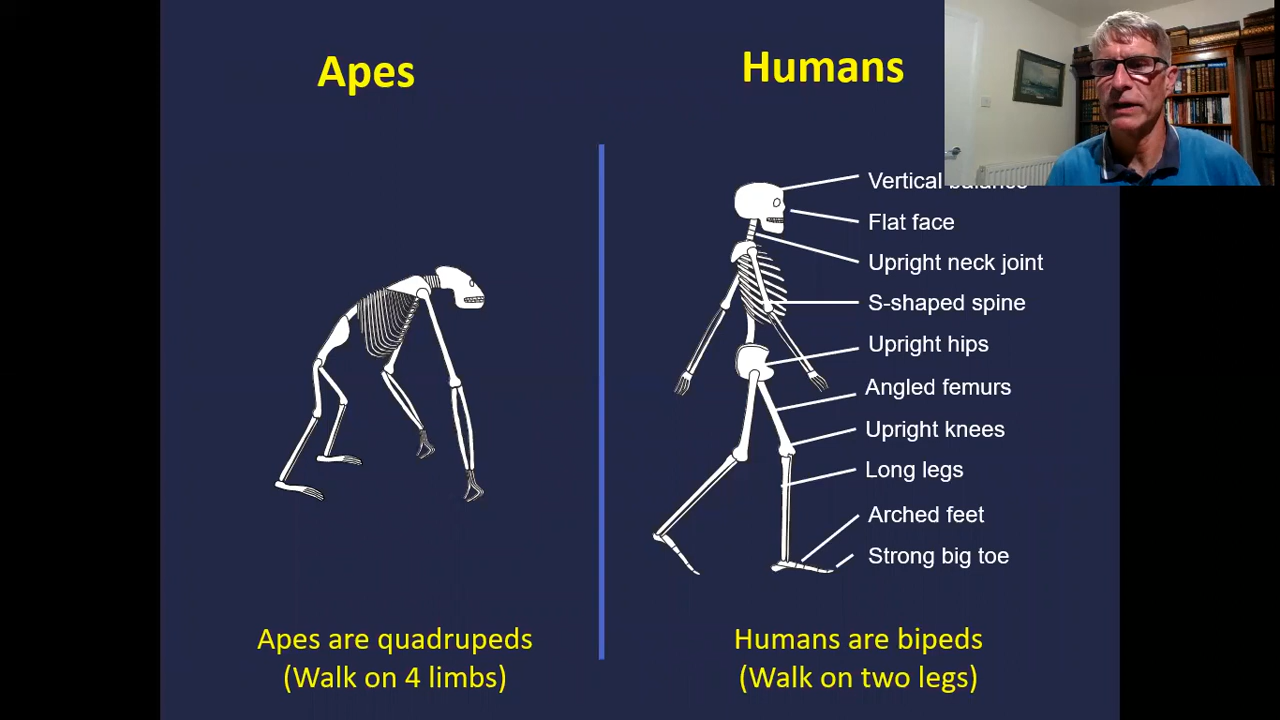 Apes
Humans
Vertical balance
Flat face
Upright neck joint
S-shaped spine
Upright hips
Angled femurs
Upright knees
Long legs
Arched feet
Strong big toe
Apes are quadrupeds
(Walk on 4 limbs)
Humans are bipeds
(Walk on two legs)